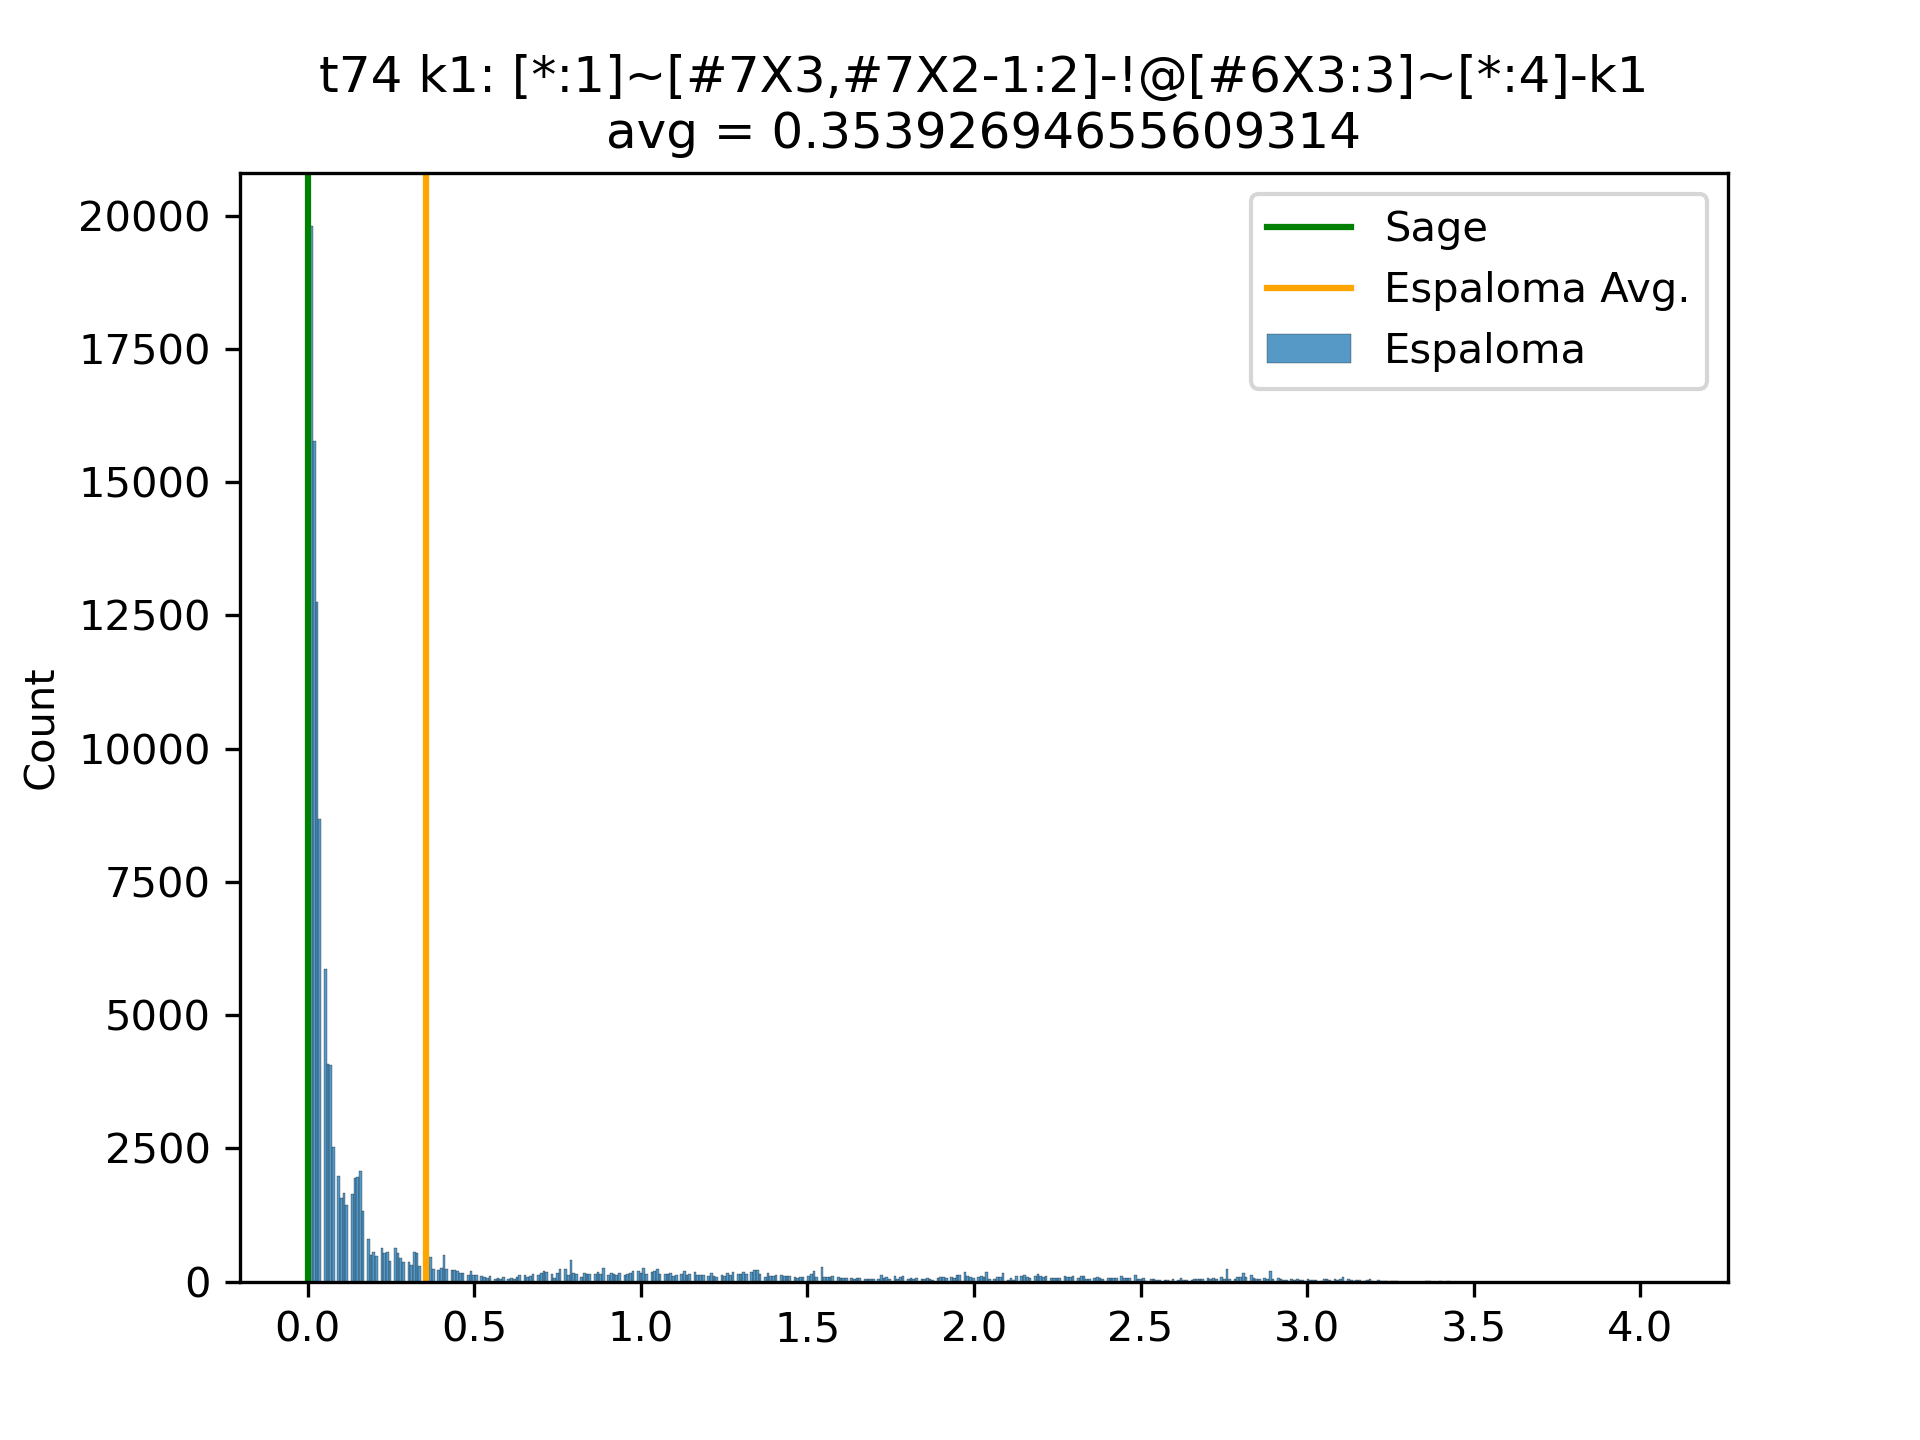 t74 k1: [*:1]~[#7X3,#7X2-1:2]-!@[#6X3:3]~[*:4]-k1
avg = 0.35392694655609314
Sage
Espaloma Avg.
Espaloma
Count
20000
17500
15000
12500
10000
7500
5000
2500
0
0.0 0.5 1.0 1.5 2.0 2.5 3.0 3.5 4.0